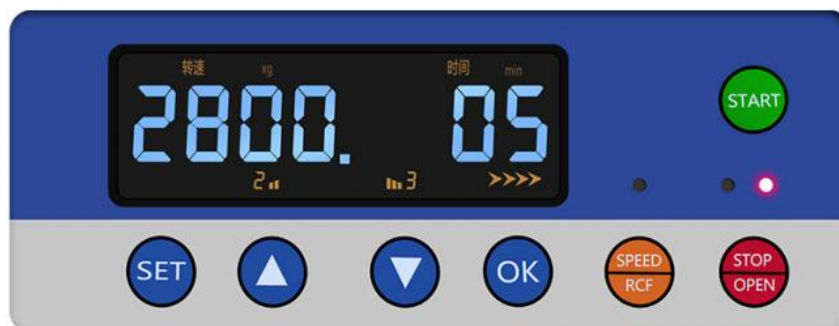 转速 xg 时间 min
START
2800. 05
2 3 >>>>
SET OK SPEED STOP
RCF OPEN